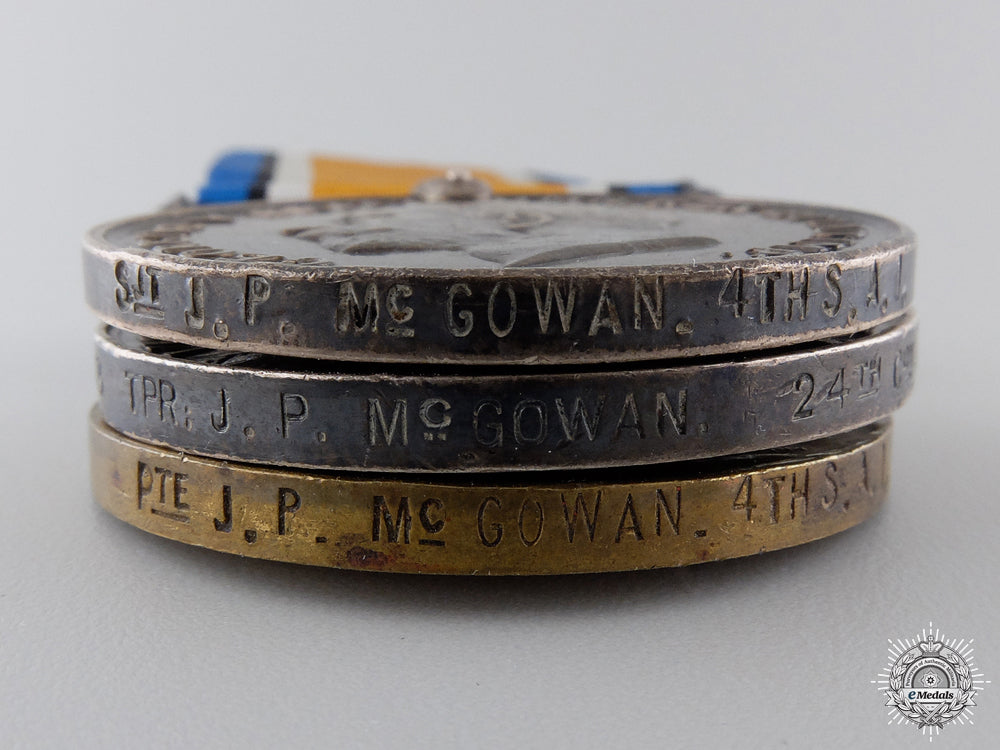 SJT J. P. MC GOWAN. 4TH S. A. I.
TPR: J. P. MC GOWAN. 24TH
PTE J. P. MC GOWAN. 4TH S. A. I.
eMedals